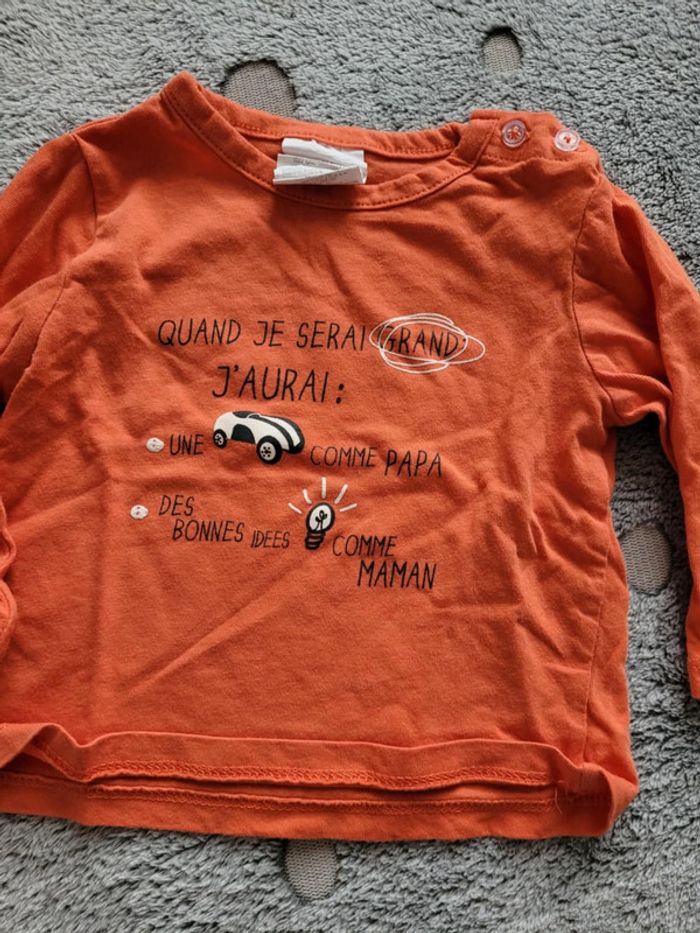 QUAND JE SERAI GRAND
J'AURAI :
UNE COMME PAPA
DES
BONNES IDEES COMME
MAMAN